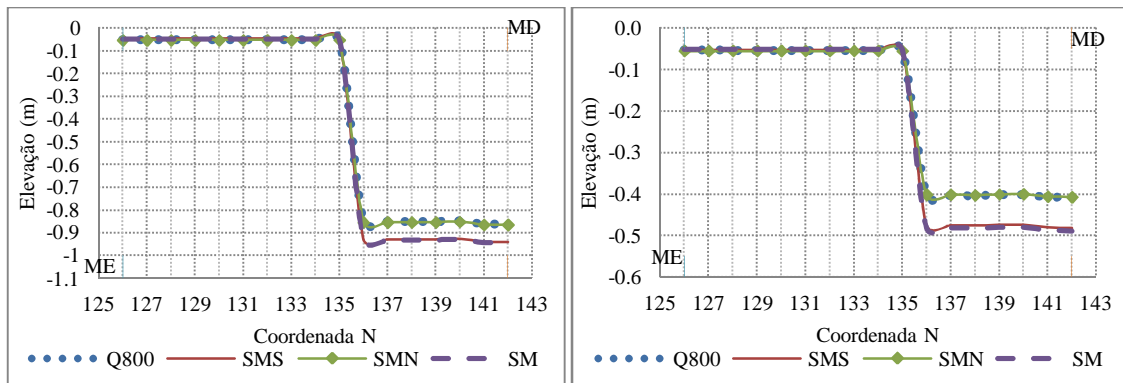 0
-0.1
-0.2
-0.3
-0.4
-0.5
-0.6
-0.7
-0.8
-0.9
-1
-1.1
Elevação (m)
MD
ME
125 127 129 131 133 135 137 139 141 143
Coordenada N
Q800 SMS SMN SM
0.0
-0.1
-0.2
-0.3
-0.4
-0.5
-0.6
Elevação (m)
MD
ME
125 127 129 131 133 135 137 139 141 143
Coordenada N
Q800 SMS SMN SM